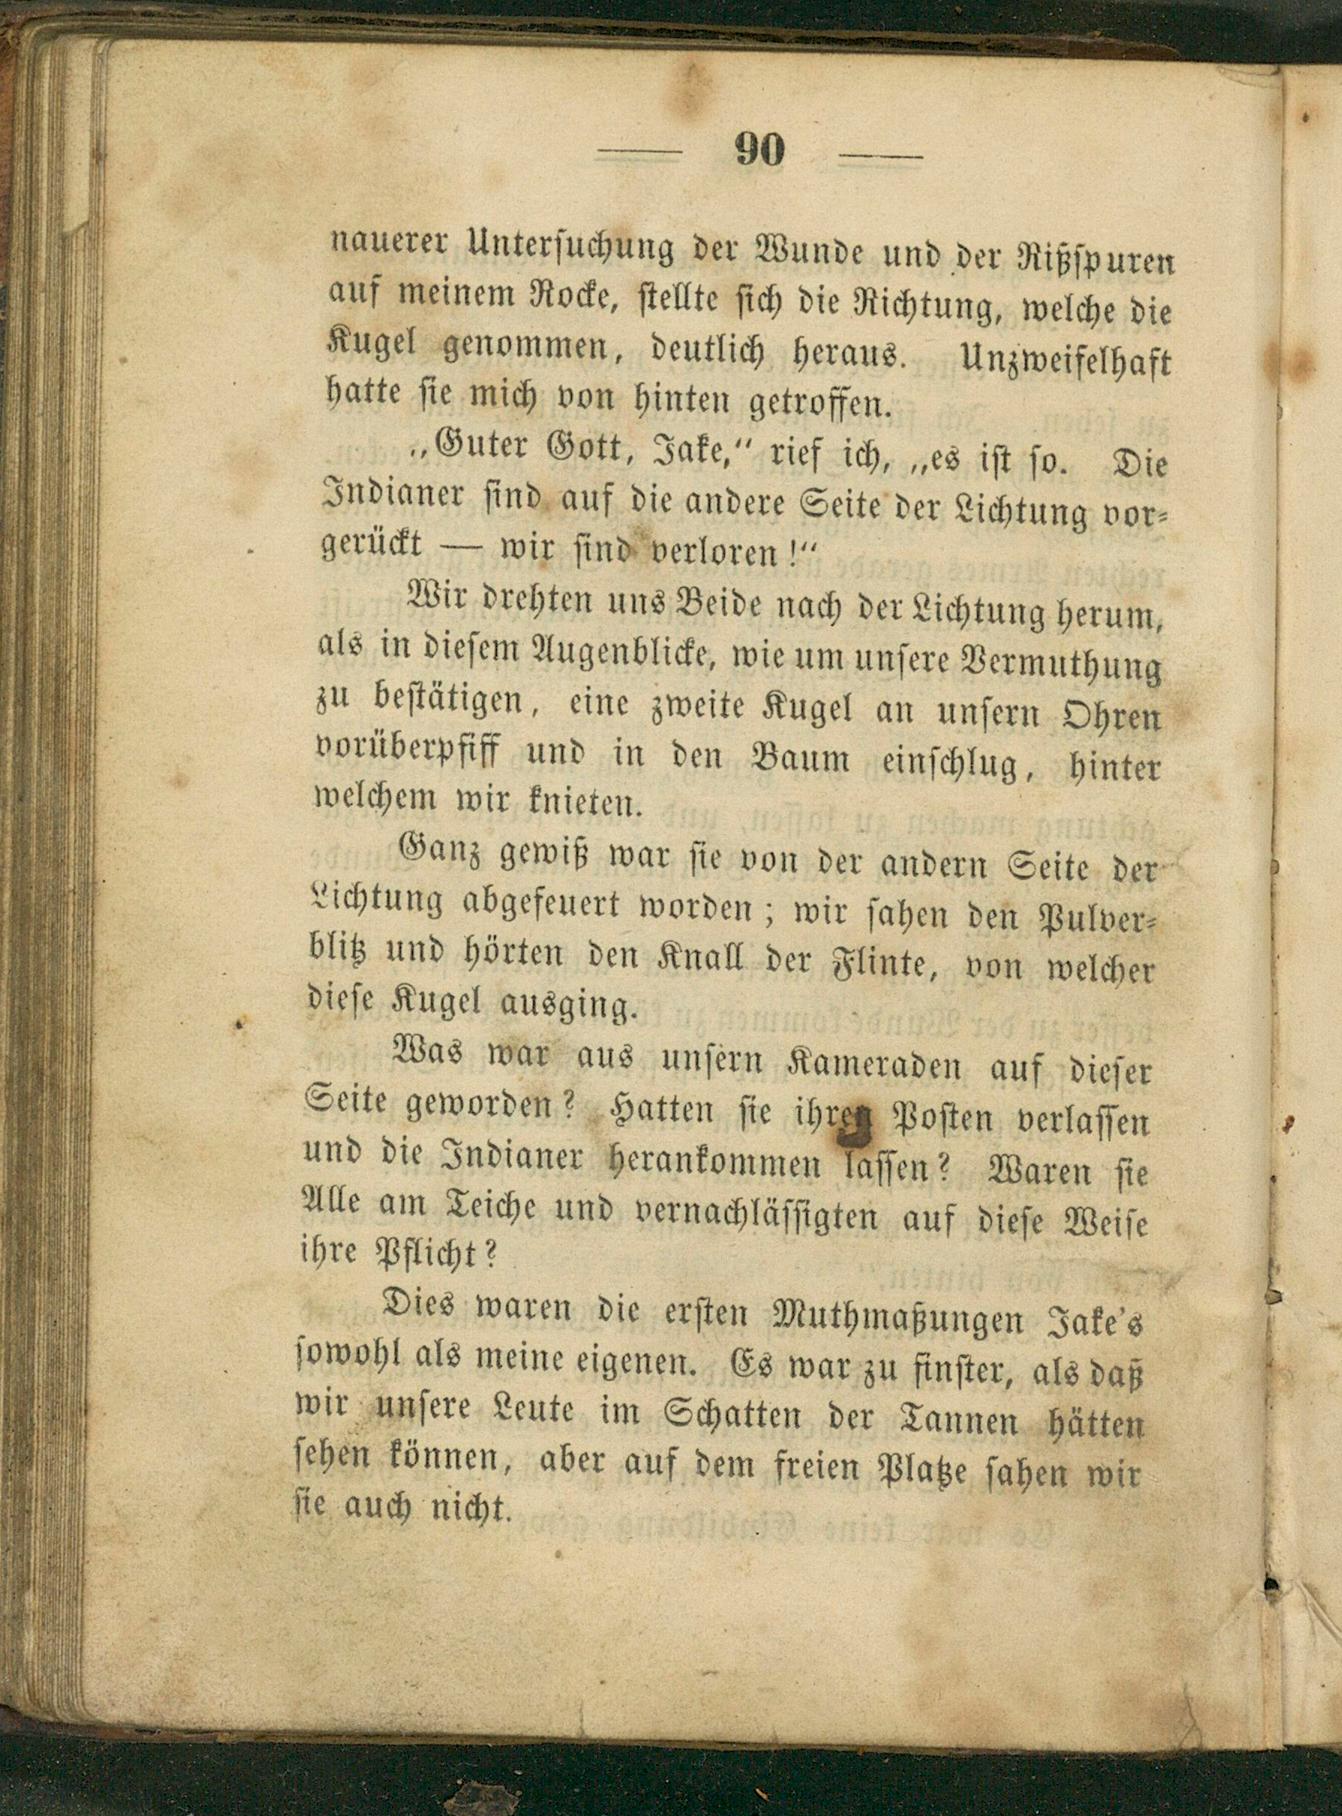 — 90 —
nauerer Untersuchung der Wunde und der Rißspuren
auf meinem Rocke, stellte sich die Richtung, welche die
Kugel genommen, deutlich heraus. Unzweifelhaft
hatte sie mich von hinten getroffen.
„Guter Gott, Jake,“ rief ich, „es ist so. Die
Indianer sind auf die andere Seite der Lichtung vor-
gerückt — wir sind verloren!“
Wir drehten uns Beide nach der Lichtung herum,
als in diesem Augenblicke, wie um unsere Vermuthung
zu bestätigen, eine zweite Kugel an unsern Ohren
vorüberpfiff und in den Baum einschlug, hinter
welchem wir knieten.
Ganz gewiß war sie von der andern Seite der
Lichtung abgefeuert worden; wir sahen den Pulver-
blitz und hörten den Knall der Flinte, von welcher
diese Kugel ausging.
Was war aus unsern Kameraden auf dieser
Seite geworden? Hatten sie ihren Posten verlassen
und die Indianer herankommen lassen? Waren sie
Alle am Teiche und vernachlässigten auf diese Weise
ihre Pflicht?
Dies waren die ersten Muthmaßungen Jake's
sowohl als meine eigenen. Es war zu finster, als daß
wir unsere Leute im Schatten der Tannen hätten
sehen können, aber auf dem freien Platze sahen wir
sie auch nicht.